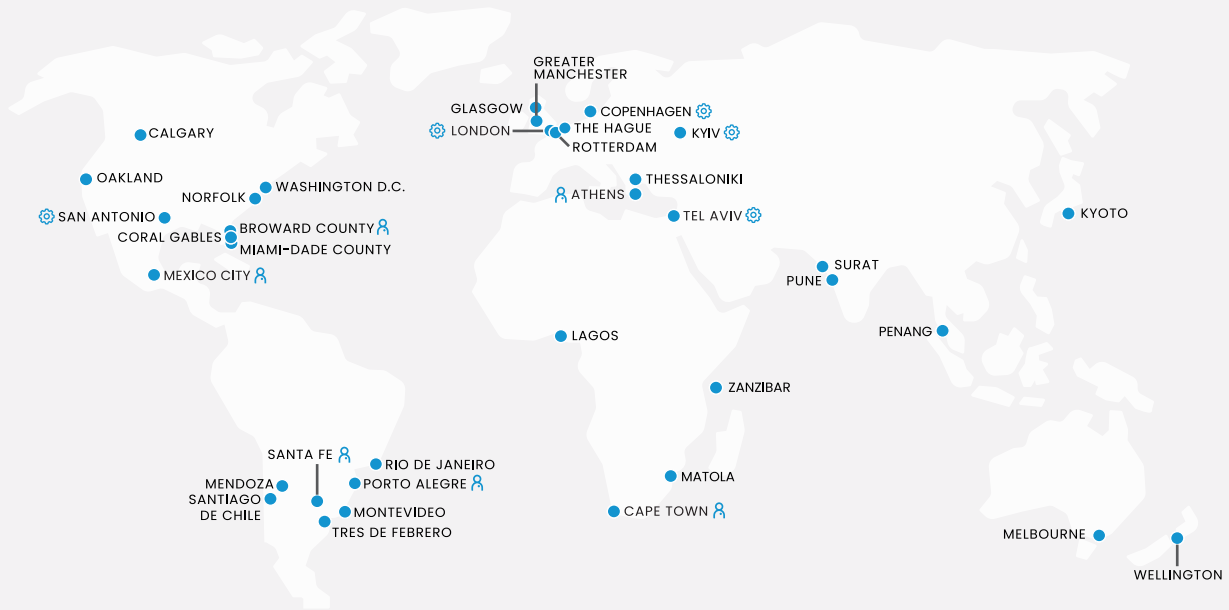 GREATER
MANCHESTER
GLASGOW
COPENHAGEN
LONDON
THE HAGUE
KYIV
ROTTERDAM
CALGARY
OAKLAND
WASHINGTON D.C.
NORFOLK
THESSALONIKI
ATHENS
SAN ANTONIO
BROWARD COUNTY
CORAL GABLES
MIAMI-DADE COUNTY
TEL AVIV
KYOTO
MEXICO CITY
SURAT
PUNE
LAGOS
PENANG
ZANZIBAR
SANTA FE
RIO DE JANEIRO
MENDOZA
PORTO ALEGRE
SANTIAGO
DE CHILE
MONTEVIDEO
TRES DE FEBRERO
MATOLA
CAPE TOWN
MELBOURNE
WELLINGTON